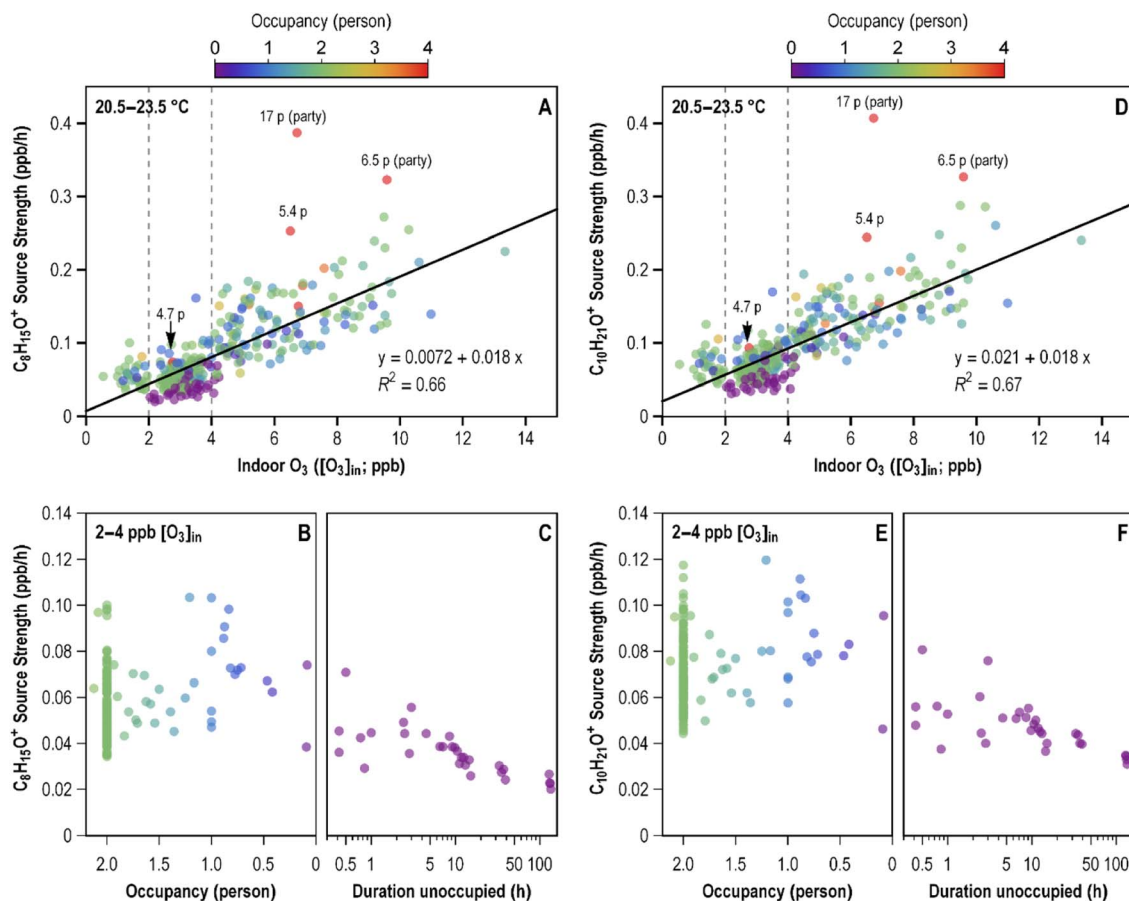 Occupancy (person)
0 1 2 3 4
20.5–23.5 °C
A
17 p (party)
6.5 p (party)
5.4 p
4.7 p
y = 0.0072 + 0.018 x
R² = 0.66
C₈H₁₅O⁺ Source Strength (ppb/h)
0.4
0.3
0.2
0.1
0
0 2 4 6 8 10 12 14
Indoor O₃ ([O₃]in; ppb)
Occupancy (person)
0 1 2 3 4
20.5–23.5 °C
D
17 p (party)
6.5 p (party)
5.4 p
4.7 p
y = 0.021 + 0.018 x
R² = 0.67
C₁₀H₂₁O⁺ Source Strength (ppb/h)
0.4
0.3
0.2
0.1
0
0 2 4 6 8 10 12 14
Indoor O₃ ([O₃]in; ppb)
2–4 ppb [O₃]in
B
C
C₈H₁₅O⁺ Source Strength (ppb/h)
0.14
0.12
0.10
0.08
0.06
0.04
0.02
0
2.0 1.5 1.0 0.5 0
Occupancy (person)
0.5 1 5 10 50 100
Duration unoccupied (h)
2–4 ppb [O₃]in
E
F
C₁₀H₂₁O⁺ Source Strength (ppb/h)
0.14
0.12
0.10
0.08
0.06
0.04
0.02
0
2.0 1.5 1.0 0.5 0
Occupancy (person)
0.5 1 5 10 50 100
Duration unoccupied (h)